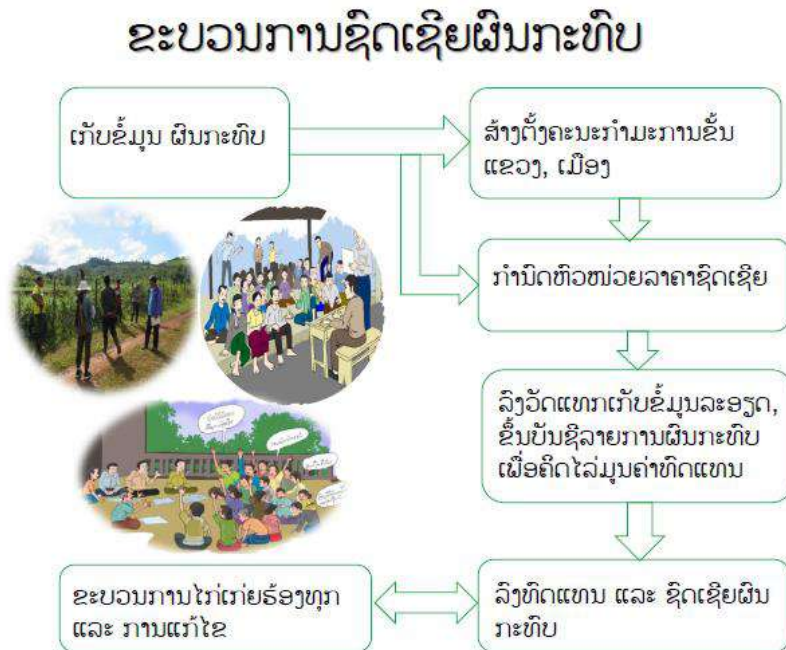 ຂະບວນການຊົດເຊີຍຜົນກະທົບ
ເກັບຂໍ້ມູນ ຜົນກະທົບ
ສ້າງຕັ້ງຄະນະກຳມະການຂັ້ນ
ແຂວງ, ເມືອງ
ກຳນົດຫົວໜ່ວຍລາຄາຊົດເຊີຍ
ລົງວັດແທກເກັບຂໍ້ມູນລະອຽດ,
ຂຶ້ນບັນຊີລາຍການຜົນກະທົບ
ເພື່ອຄິດໄລ່ມູນຄ່າທົດແທນ
ລົງທົດແທນ ແລະ ຊົດເຊີຍຜົນ
ກະທົບ
ຂະບວນການໄກ່ເກ່ຍຮ້ອງທຸກ
ແລະ ການແກ້ໄຂ